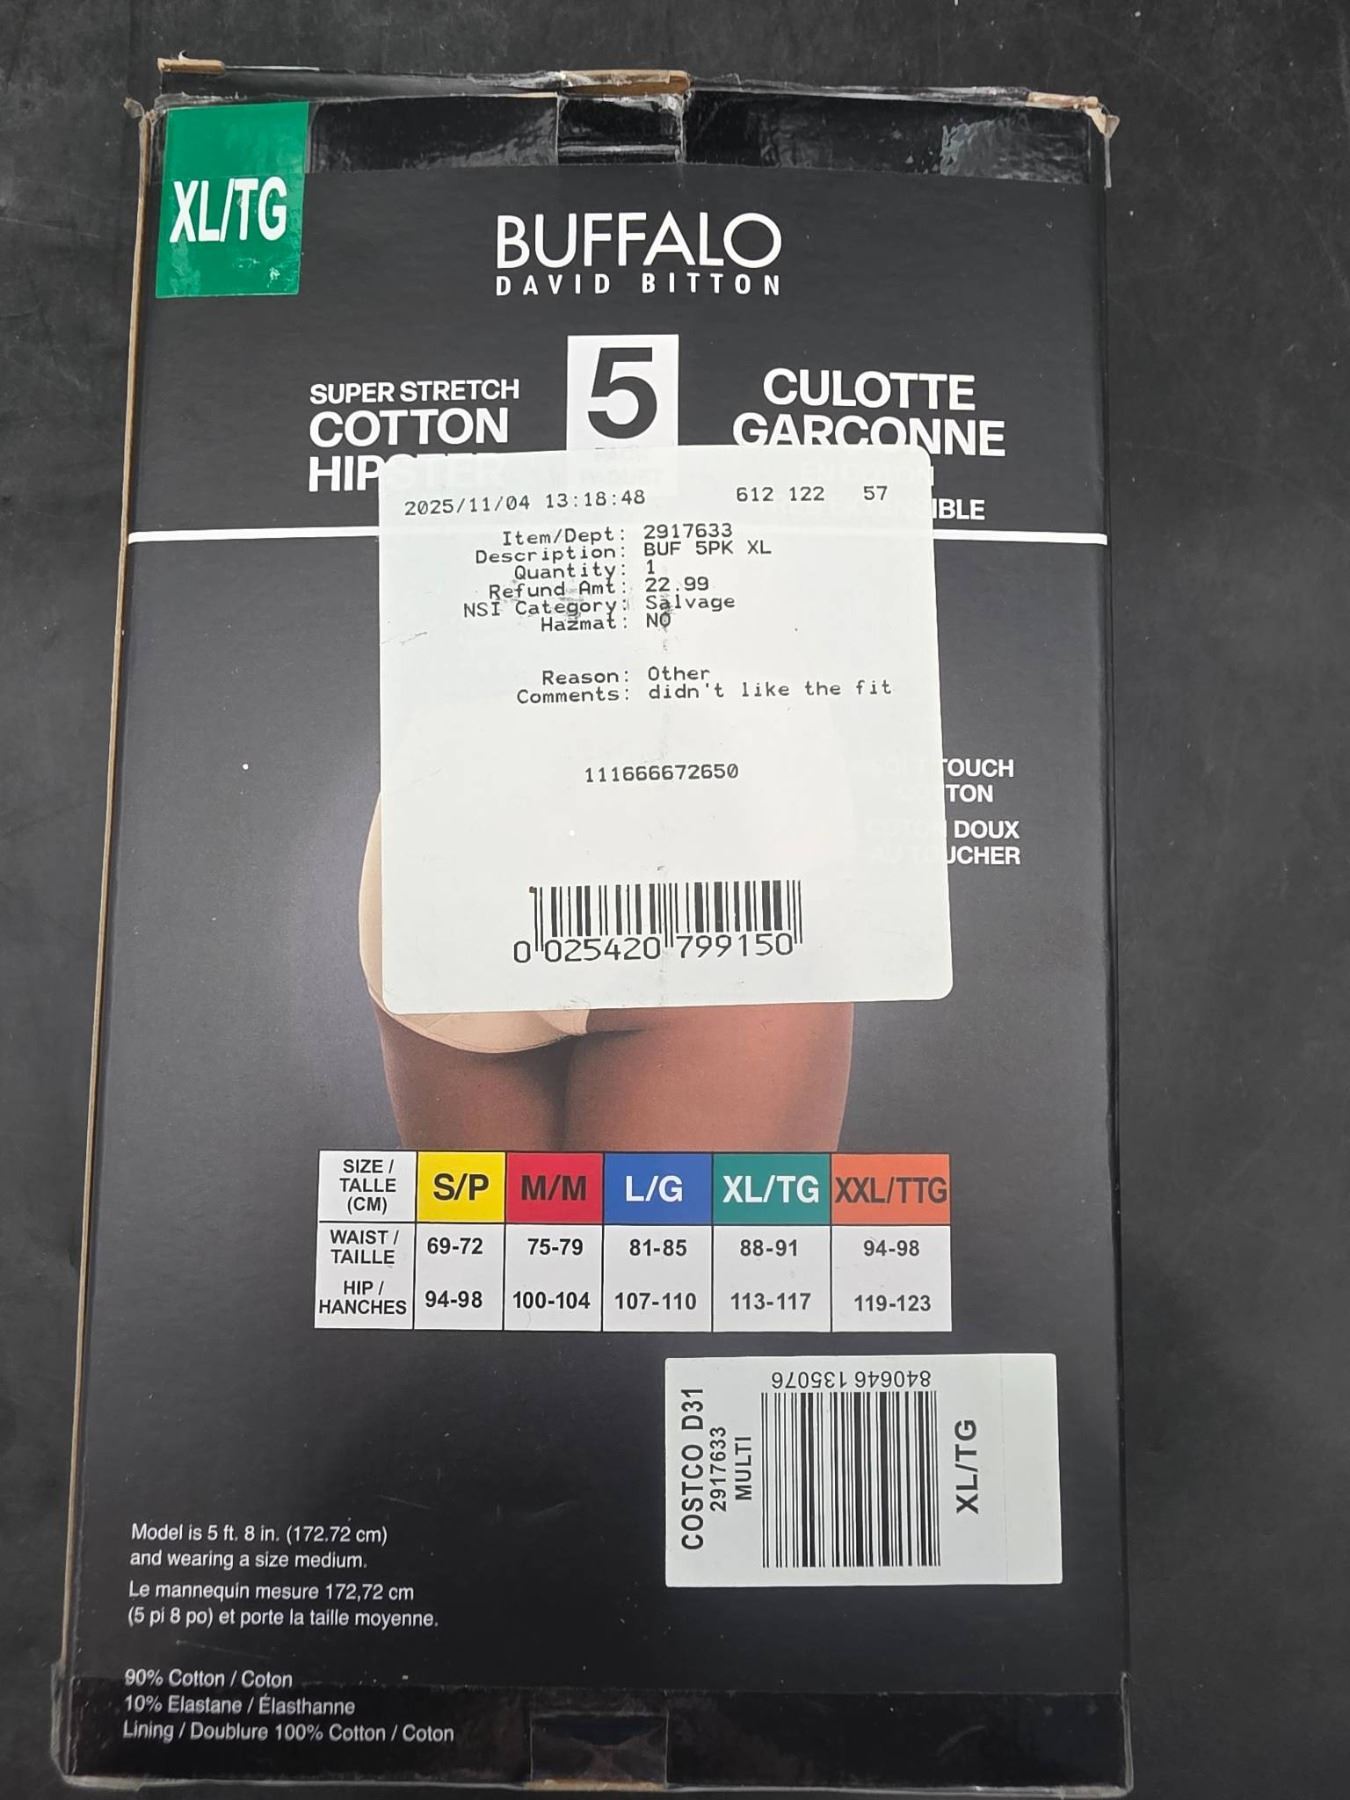 XL/TG
BUFFALO
DAVID BITTON
SUPER STRETCH
COTTON
HIPSTER
5
CULOTTE
GARÇONNE
2025/11/04 13:18:48 612 122 57
Item/Dept: 2917633
Description: BUF 5PK XL
Quantity: 1
Refund Amt: 22.99
NSI Category: Salvage
Hazmat: NO
Reason: Other
Comments: didn't like the fit
111666672650
0 025420 799150
TOUCH
TON
DOUX
UCHER
SIZE / TALLE (CM) S/P M/M L/G XL/TG XXL/TTG
WAIST / TAILLE 69-72 75-79 81-85 88-91 94-98
HIP / HANCHES 94-98 100-104 107-110 113-117 119-123
COSTCO D31
2917633
MULTI
840646 135076
XL/TG
Model is 5 ft. 8 in. (172.72 cm)
and wearing a size medium.
Le mannequin mesure 172,72 cm
(5 pi 8 po) et porte la taille moyenne.
90% Cotton / Coton
10% Elastane / Élasthanne
Lining / Doublure 100% Cotton / Coton